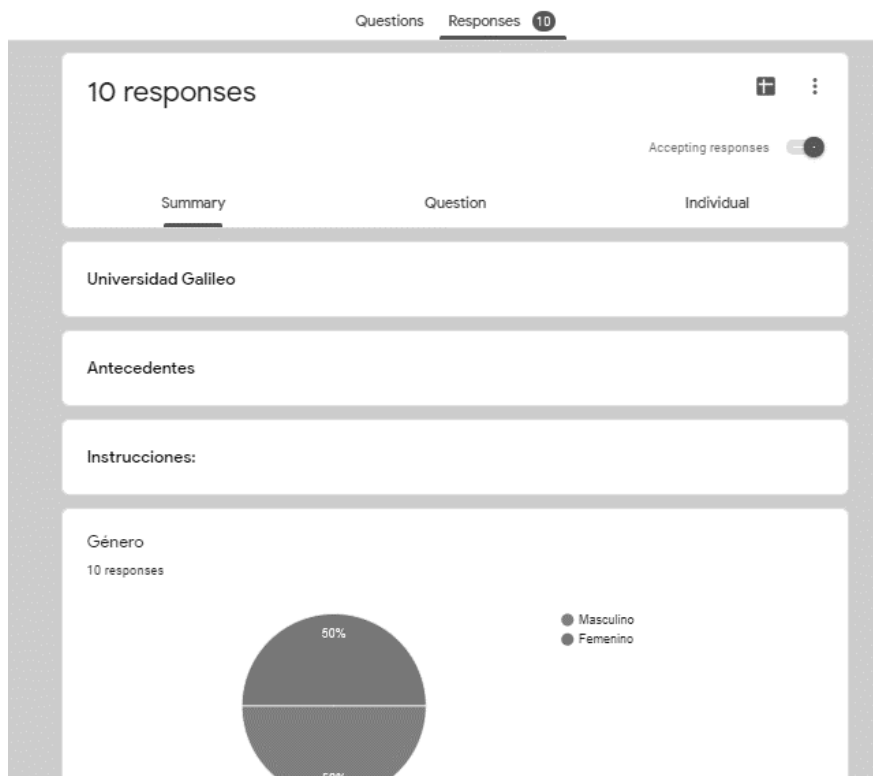 Questions Responses 10
10 responses
Accepting responses
Summary Question Individual
Universidad Galileo
Antecedentes
Instrucciones:
Género
10 responses
50%
Masculino
Femenino
50%